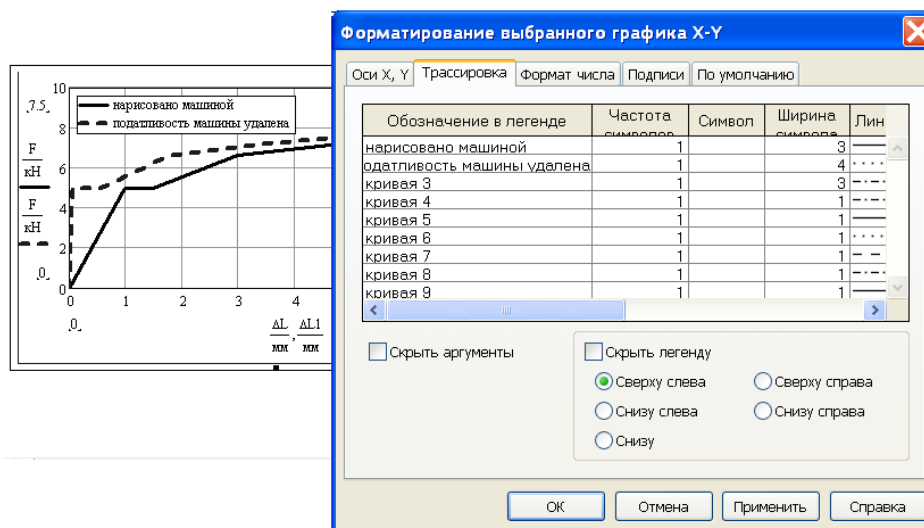 Форматирование выбранного графика X-Y
Оси X, Y
Трассировка
Формат числа
Подписи
По умолчанию
10
7.5
8
F
кН
6
F
кН
4
2
0
0
нарисовано машиной
податливость машины удалена
0
1
2
3
4
0
ΔL
мм
,
ΔL1
мм
Обозначение в легенде
Частота
Символ
Ширина
Лин
нарисовано машиной 1 3
одатливость машины удалена 1 4
кривая 3 1 3
кривая 4 1 1
кривая 5 1 1
кривая 6 1 1
кривая 7 1 1
кривая 8 1 1
кривая 9 1 1
Скрыть аргументы
Скрыть легенду
Сверху слева
Сверху справа
Снизу слева
Снизу справа
Снизу
ОК
Отмена
Применить
Справка